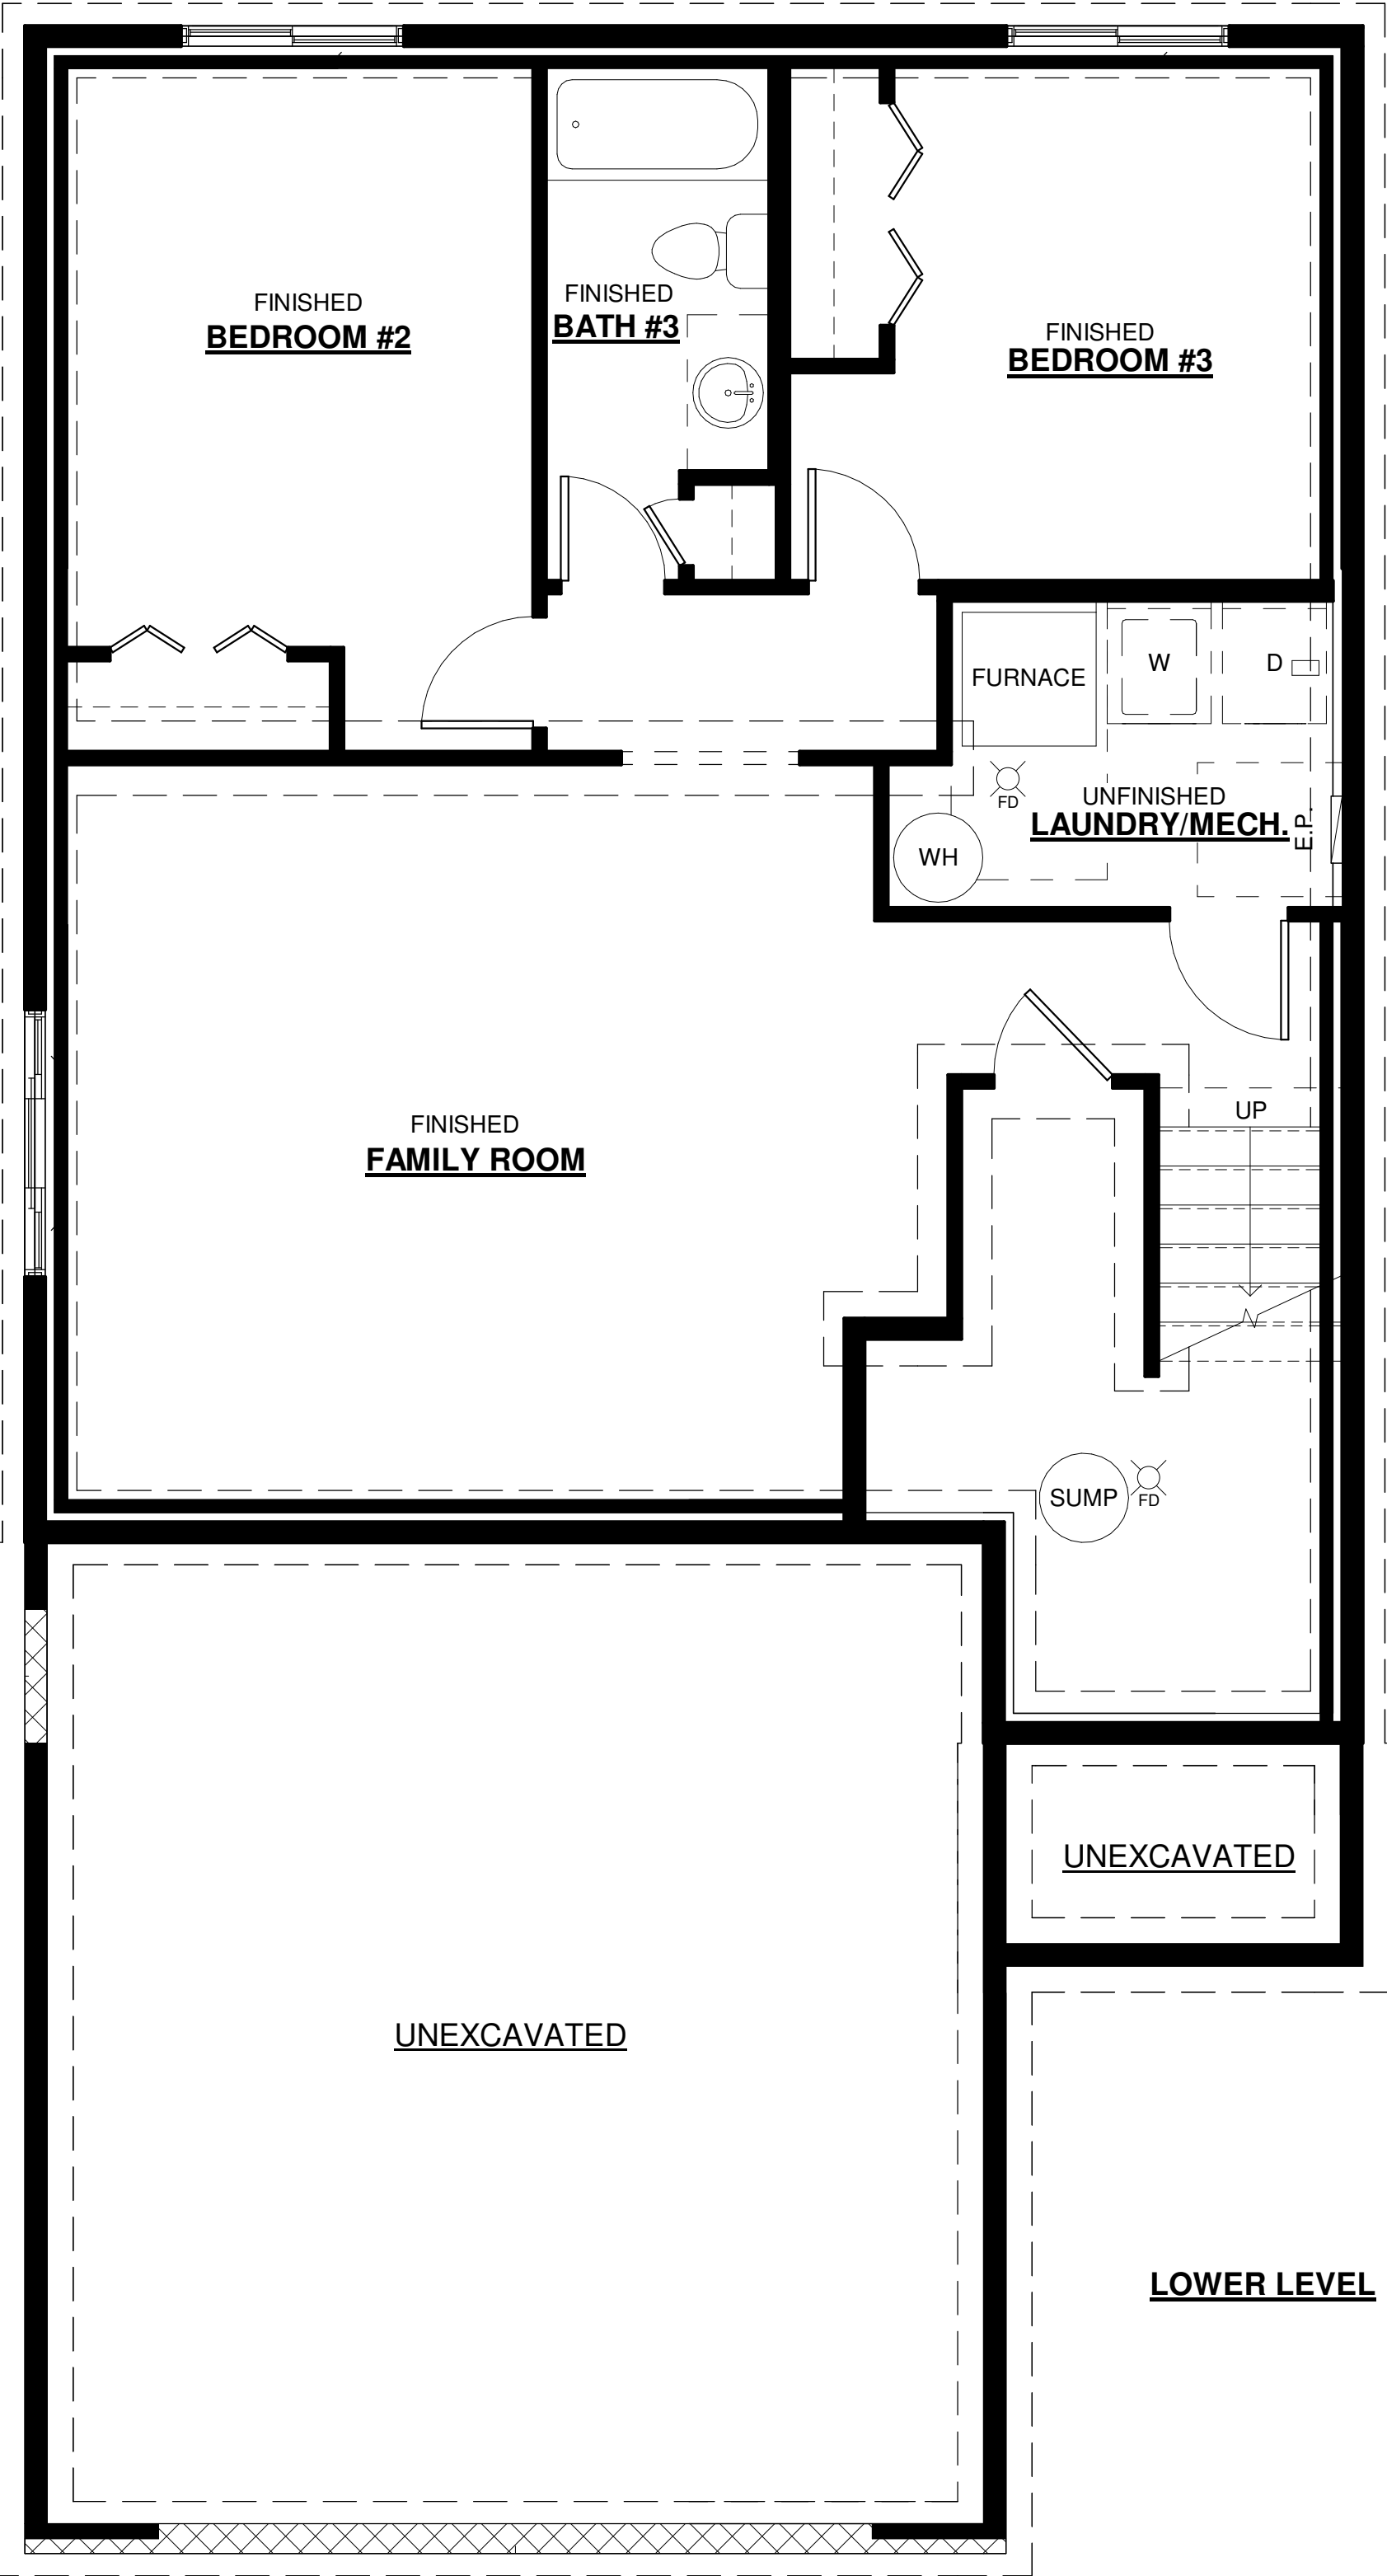 FINISHED
BEDROOM #2
FINISHED
BATH #3
FINISHED
BEDROOM #3
FURNACE
W
D
FD
UNFINISHED
LAUNDRY/MECH.
E.P.
WH
UP
FINISHED
FAMILY ROOM
SUMP
FD
UNEXCAVATED
UNEXCAVATED
LOWER LEVEL